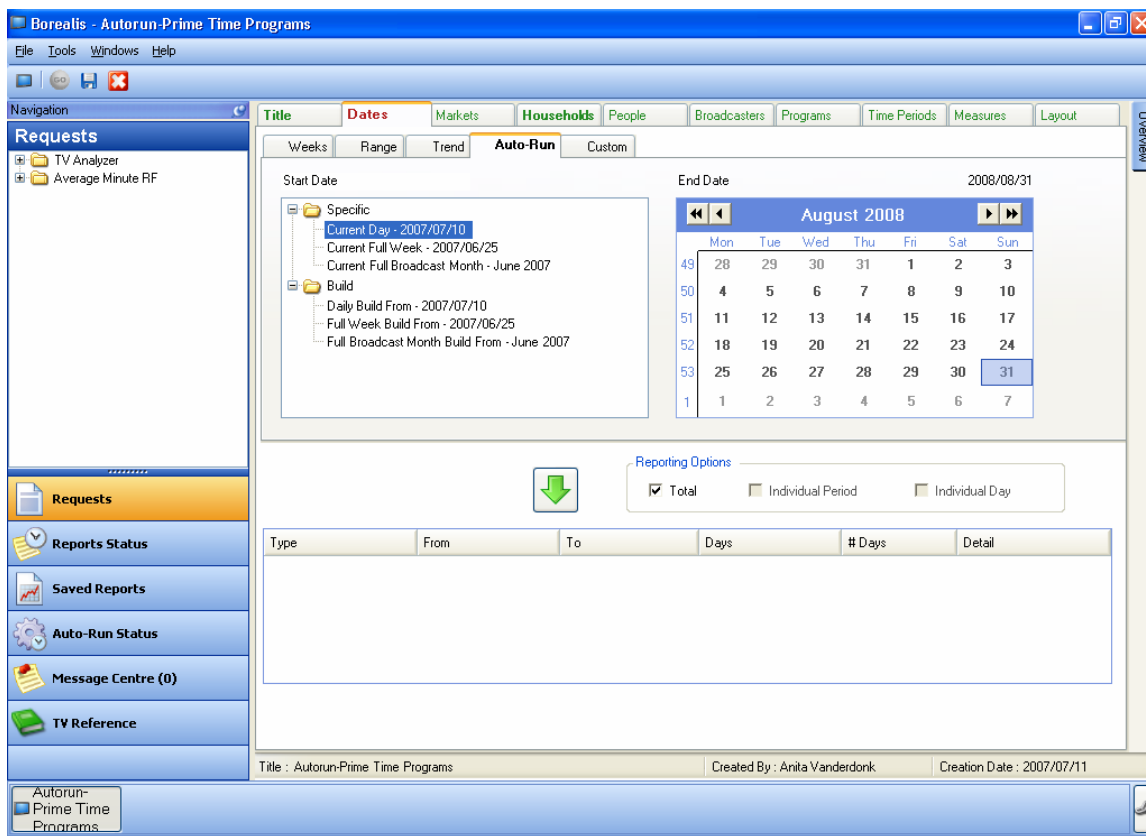 Borealis - Autorun-Prime Time Programs
File Tools Windows Help
GO
Navigation
Requests
TV Analyzer
Average Minute RF
Requests
Reports Status
Saved Reports
Auto-Run Status
Message Centre (0)
TV Reference
Title Dates Markets Households People Broadcasters Programs Time Periods Measures Layout
Overview
Weeks Range Trend Auto-Run Custom
Start Date
Specific
Current Day - 2007/07/10
Current Full Week - 2007/06/25
Current Full Broadcast Month - June 2007
Build
Daily Build From - 2007/07/10
Full Week Build From - 2007/06/25
Full Broadcast Month Build From - June 2007
End Date 2008/08/31
August 2008
Mon Tue Wed Thu Fri Sat Sun
49 28 29 30 31 1 2 3
50 4 5 6 7 8 9 10
51 11 12 13 14 15 16 17
52 18 19 20 21 22 23 24
53 25 26 27 28 29 30 31
1 1 2 3 4 5 6 7
Reporting Options
Total Individual Period Individual Day
Type From To Days # Days Detail
Title : Autorun-Prime Time Programs Created By : Anita Vanderdonk Creation Date : 2007/07/11
Autorun-
Prime Time
Programs